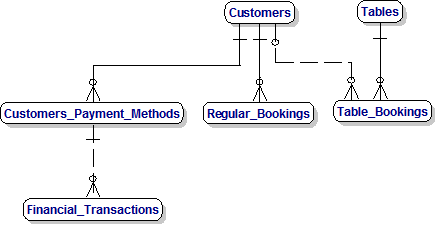 Customers
Tables
Customers_Payment_Methods
Regular_Bookings
Table_Bookings
Financial_Transactions